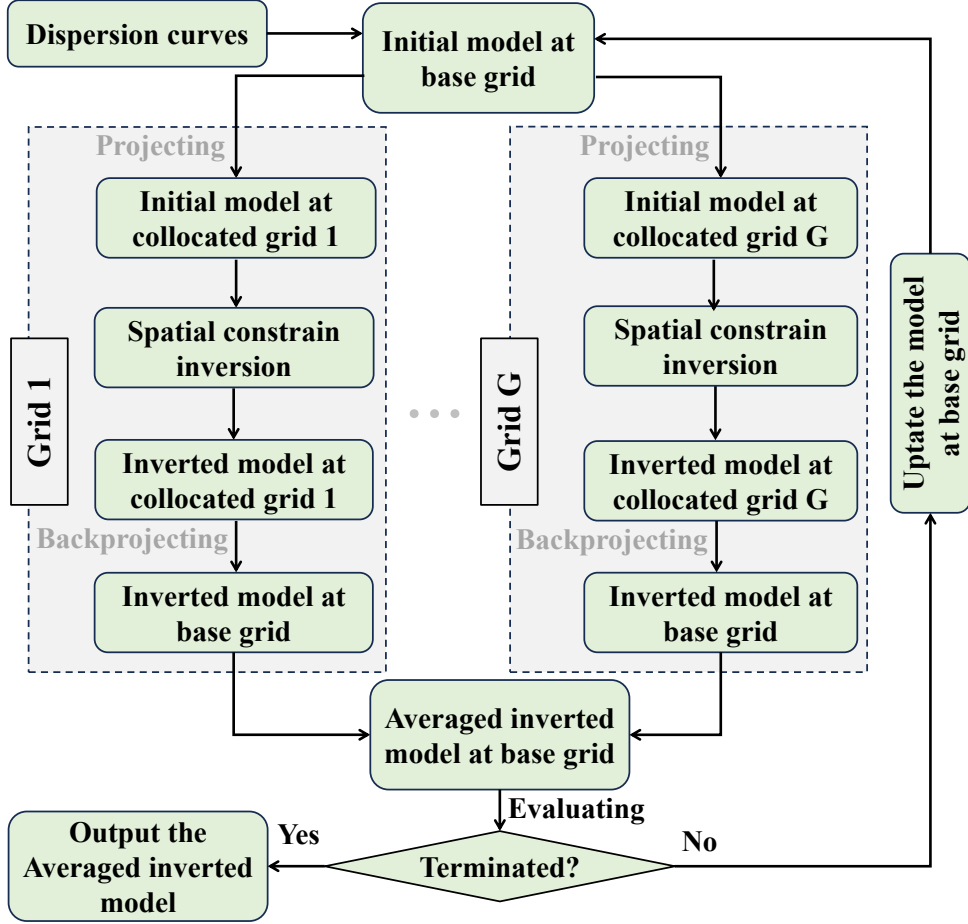 Dispersion curves
Initial model at
base grid
Projecting
Initial model at
collocated grid 1
Spatial constrain
inversion
Grid 1
Inverted model at
collocated grid 1
Backprojecting
Inverted model at
base grid
...
Projecting
Initial model at
collocated grid G
Spatial constrain
inversion
Grid G
Inverted model at
collocated grid G
Backprojecting
Inverted model at
base grid
Uptate the model
at base grid
Averaged inverted
model at base grid
Evaluating
Terminated?
Yes
No
Output the
Averaged inverted
model